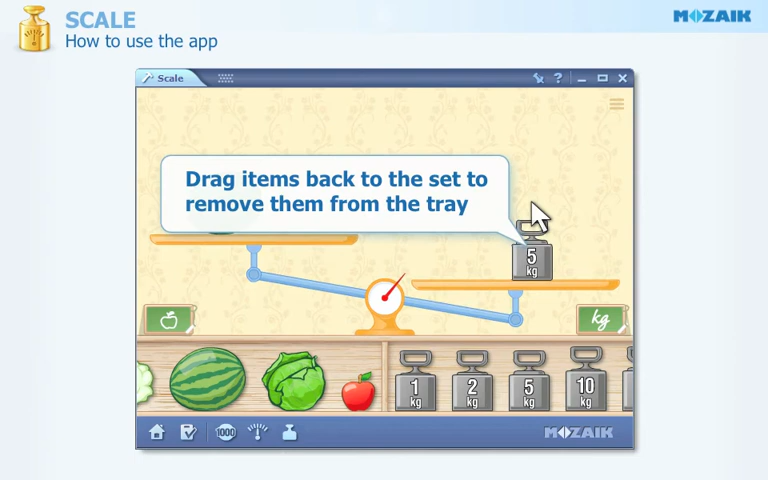 SCALE
How to use the app
MOZAIK
Scale
?
Drag items back to the set to
remove them from the tray
5
kg
kg
1
kg
2
kg
5
kg
10
kg
1000
MOZAIK